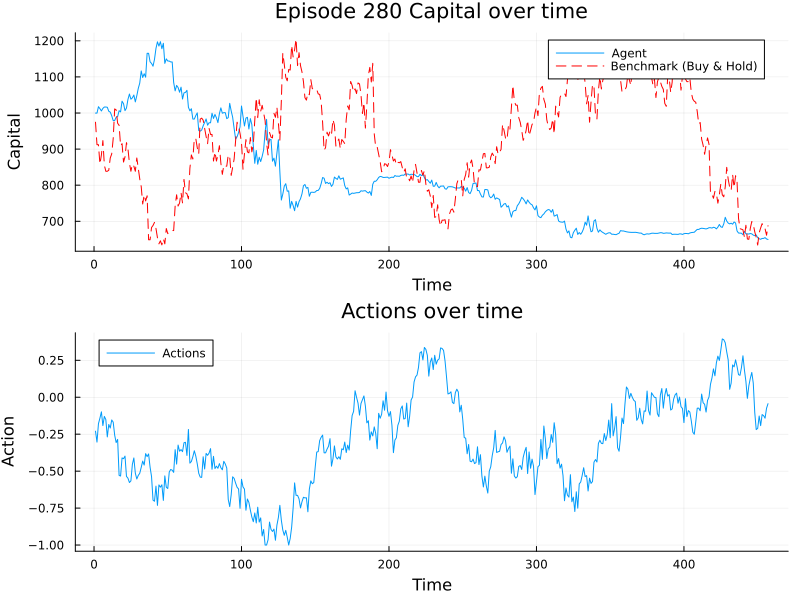 Episode 280 Capital over time
1200
1100
1000
900
800
700
Capital
Agent
Benchmark (Buy & Hold)
0
100
200
300
400
Time
Actions over time
0.25
0.00
−0.25
−0.50
−0.75
−1.00
Action
Actions
0
100
200
300
400
Time